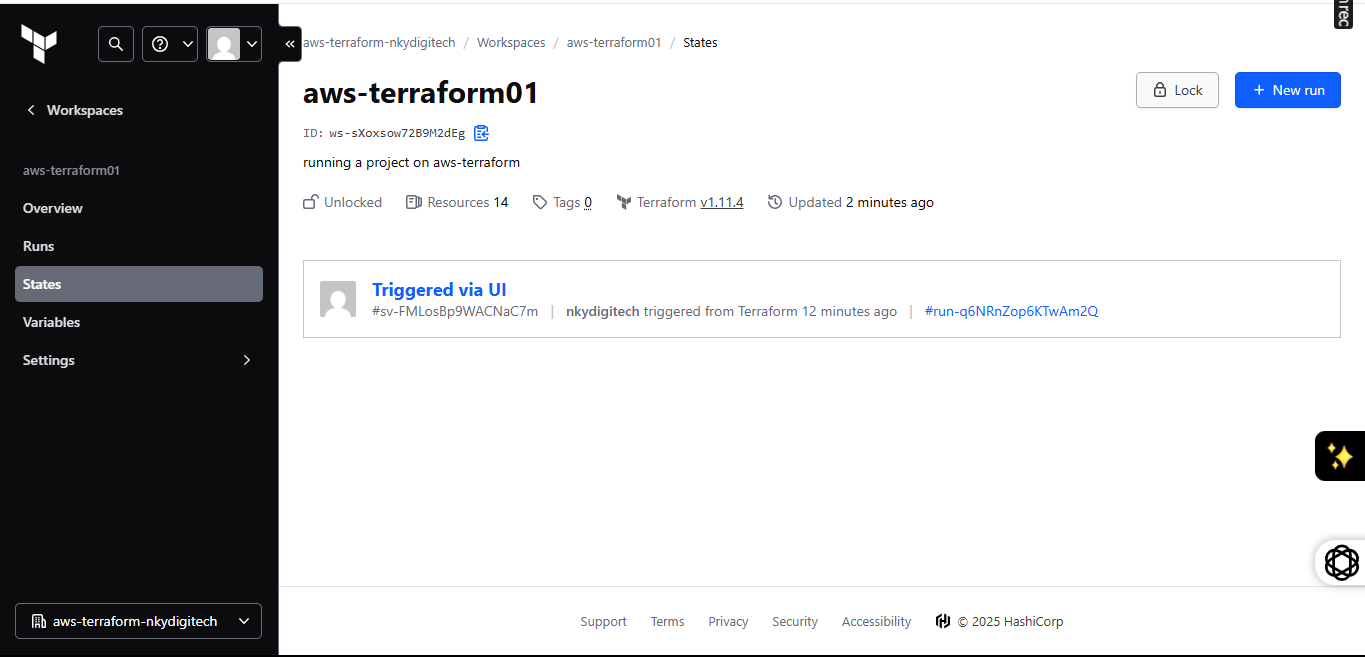 aws-terraform-nkydigitech / Workspaces / aws-terraform01 / States
aws-terraform01
Lock
New run
Workspaces
ID: ws-sXoxsow72B9M2dEg
running a project on aws-terraform
aws-terraform01
Overview
Unlocked Resources 14 Tags 0 Terraform v1.11.4 Updated 2 minutes ago
Runs
States
Triggered via UI
#sv-FMLosBp9WACNaC7m | nkydigitech triggered from Terraform 12 minutes ago | #run-q6NRnZop6KTwAm2Q
Variables
Settings
aws-terraform-nkydigitech
Support Terms Privacy Security Accessibility © 2025 HashiCorp